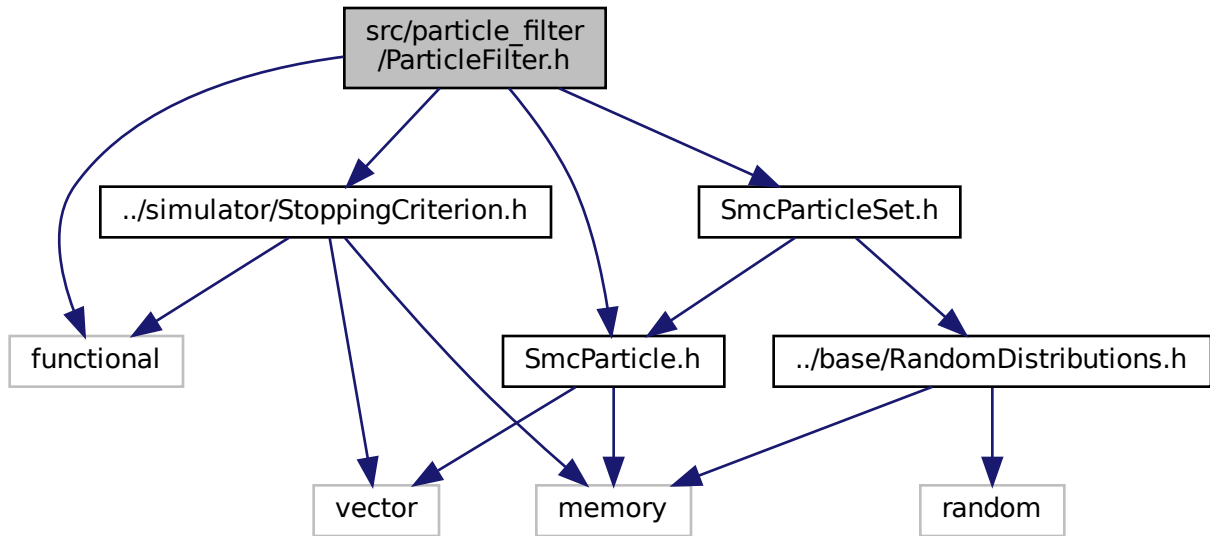 src/particle_filter
/ParticleFilter.h
../simulator/StoppingCriterion.h
SmcParticleSet.h
functional
SmcParticle.h
../base/RandomDistributions.h
vector
memory
random